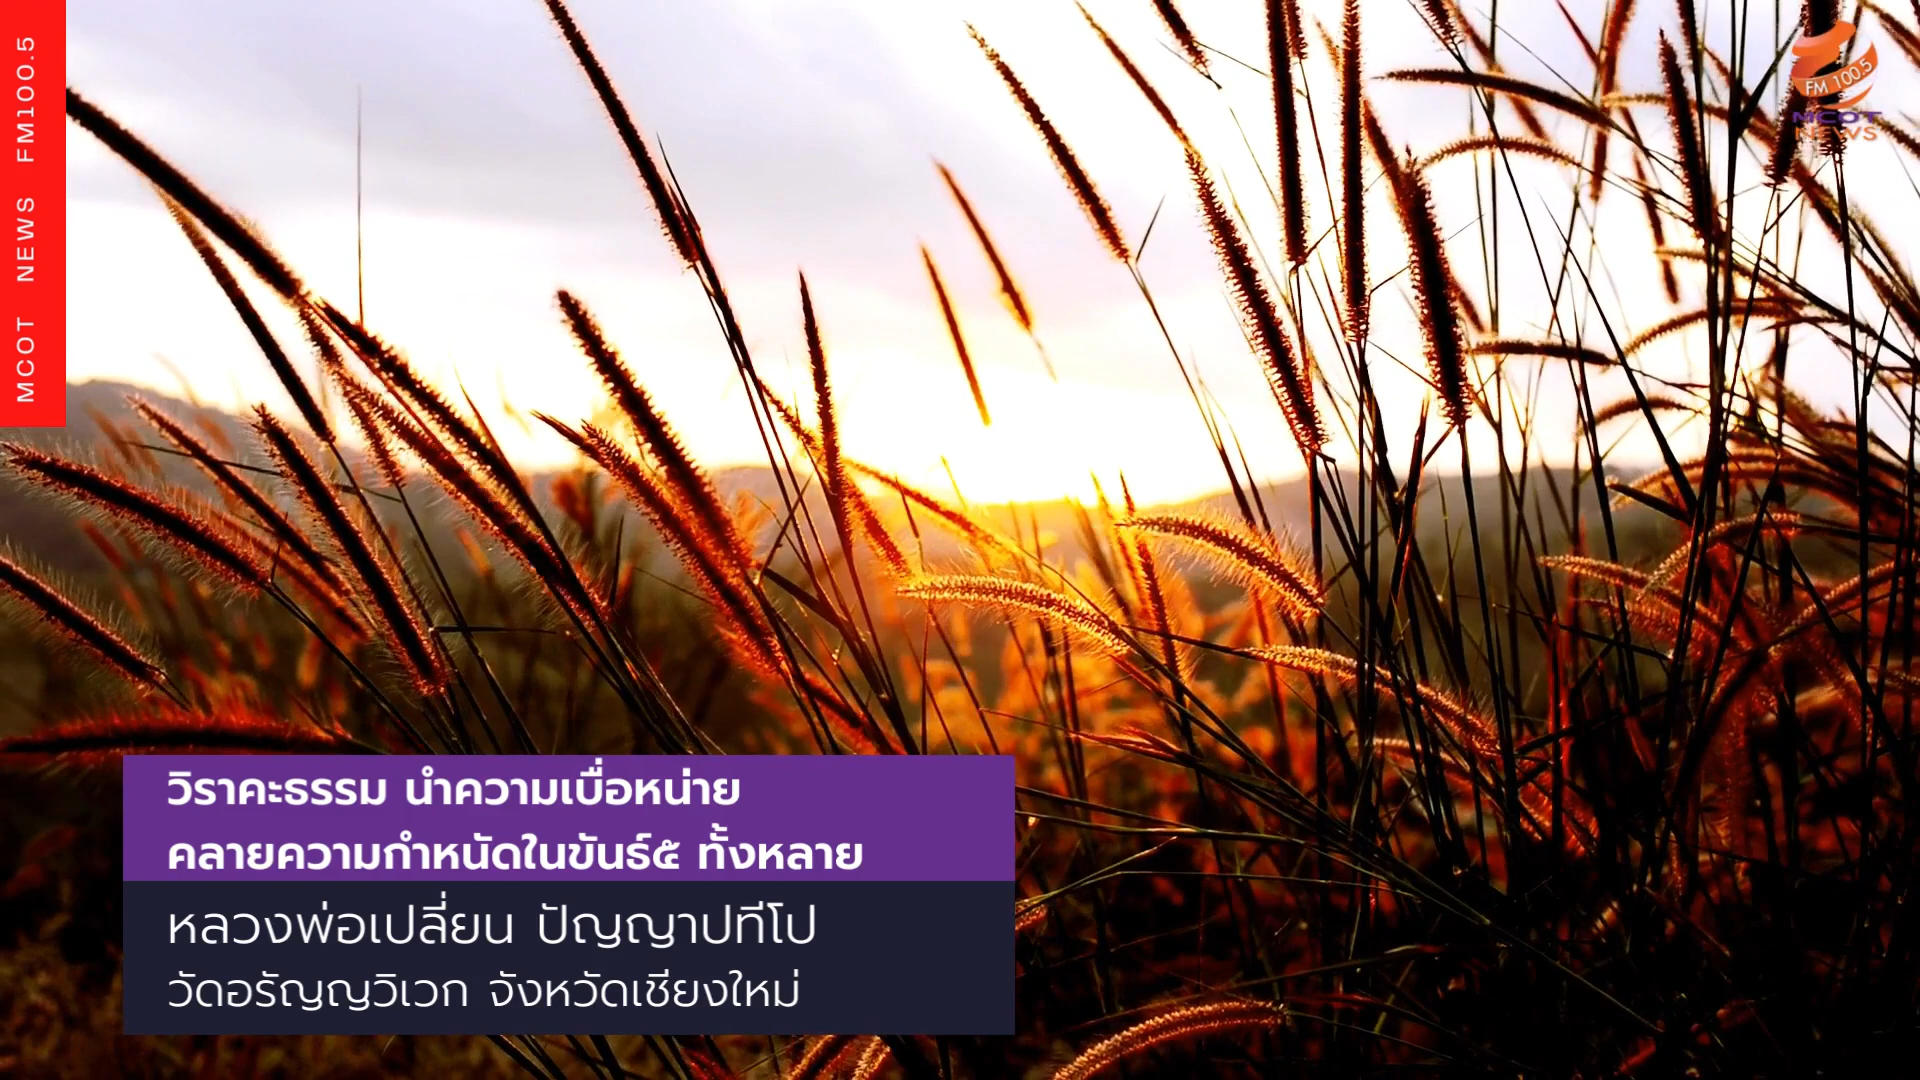 MCOT NEWS FM100.5
FM 100.5
MCOT
NEWS
วิราคะธรรม นำความเบื่อหน่าย
คลายความกำหนัดในขันธ์๕ ทั้งหลาย
หลวงพ่อเปลี่ยน ปัญญาปทีโป
วัดอรัญญวิเวก จังหวัดเชียงใหม่